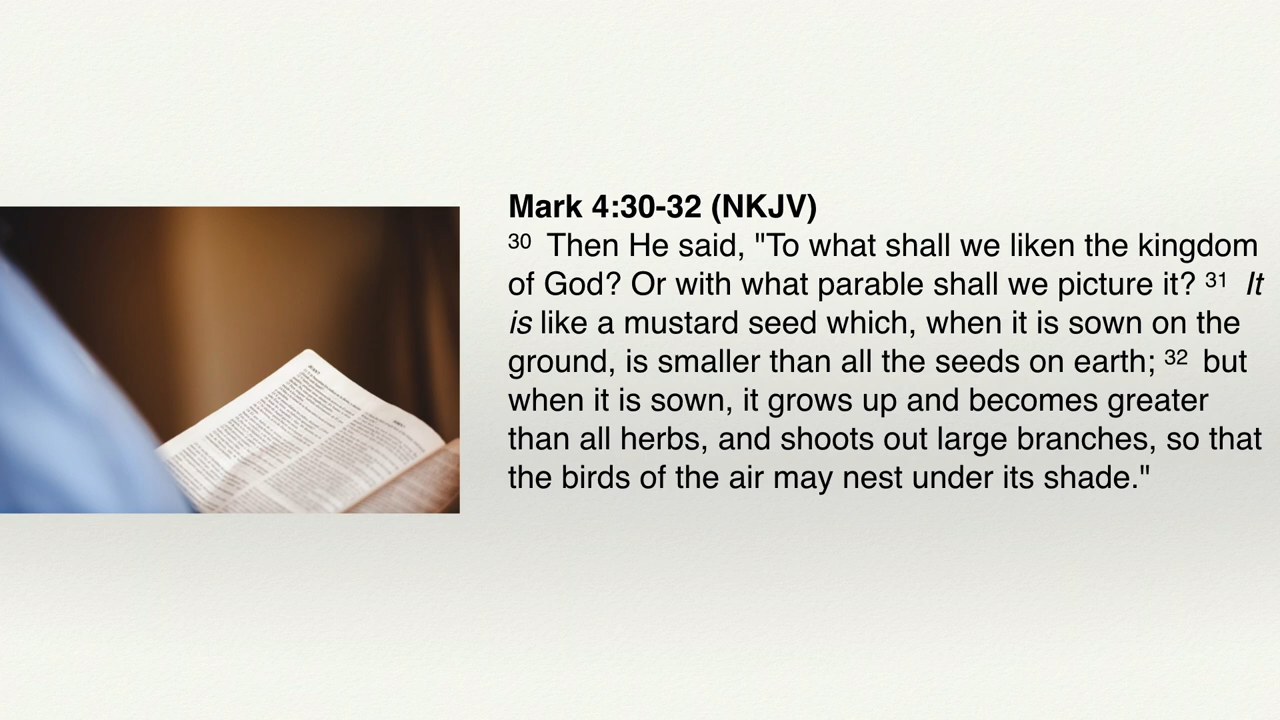 Mark 4:30-32 (NKJV)
30 Then He said, "To what shall we liken the kingdom
of God? Or with what parable shall we picture it? 31 It
is like a mustard seed which, when it is sown on the
ground, is smaller than all the seeds on earth; 32 but
when it is sown, it grows up and becomes greater
than all herbs, and shoots out large branches, so that
the birds of the air may nest under its shade."